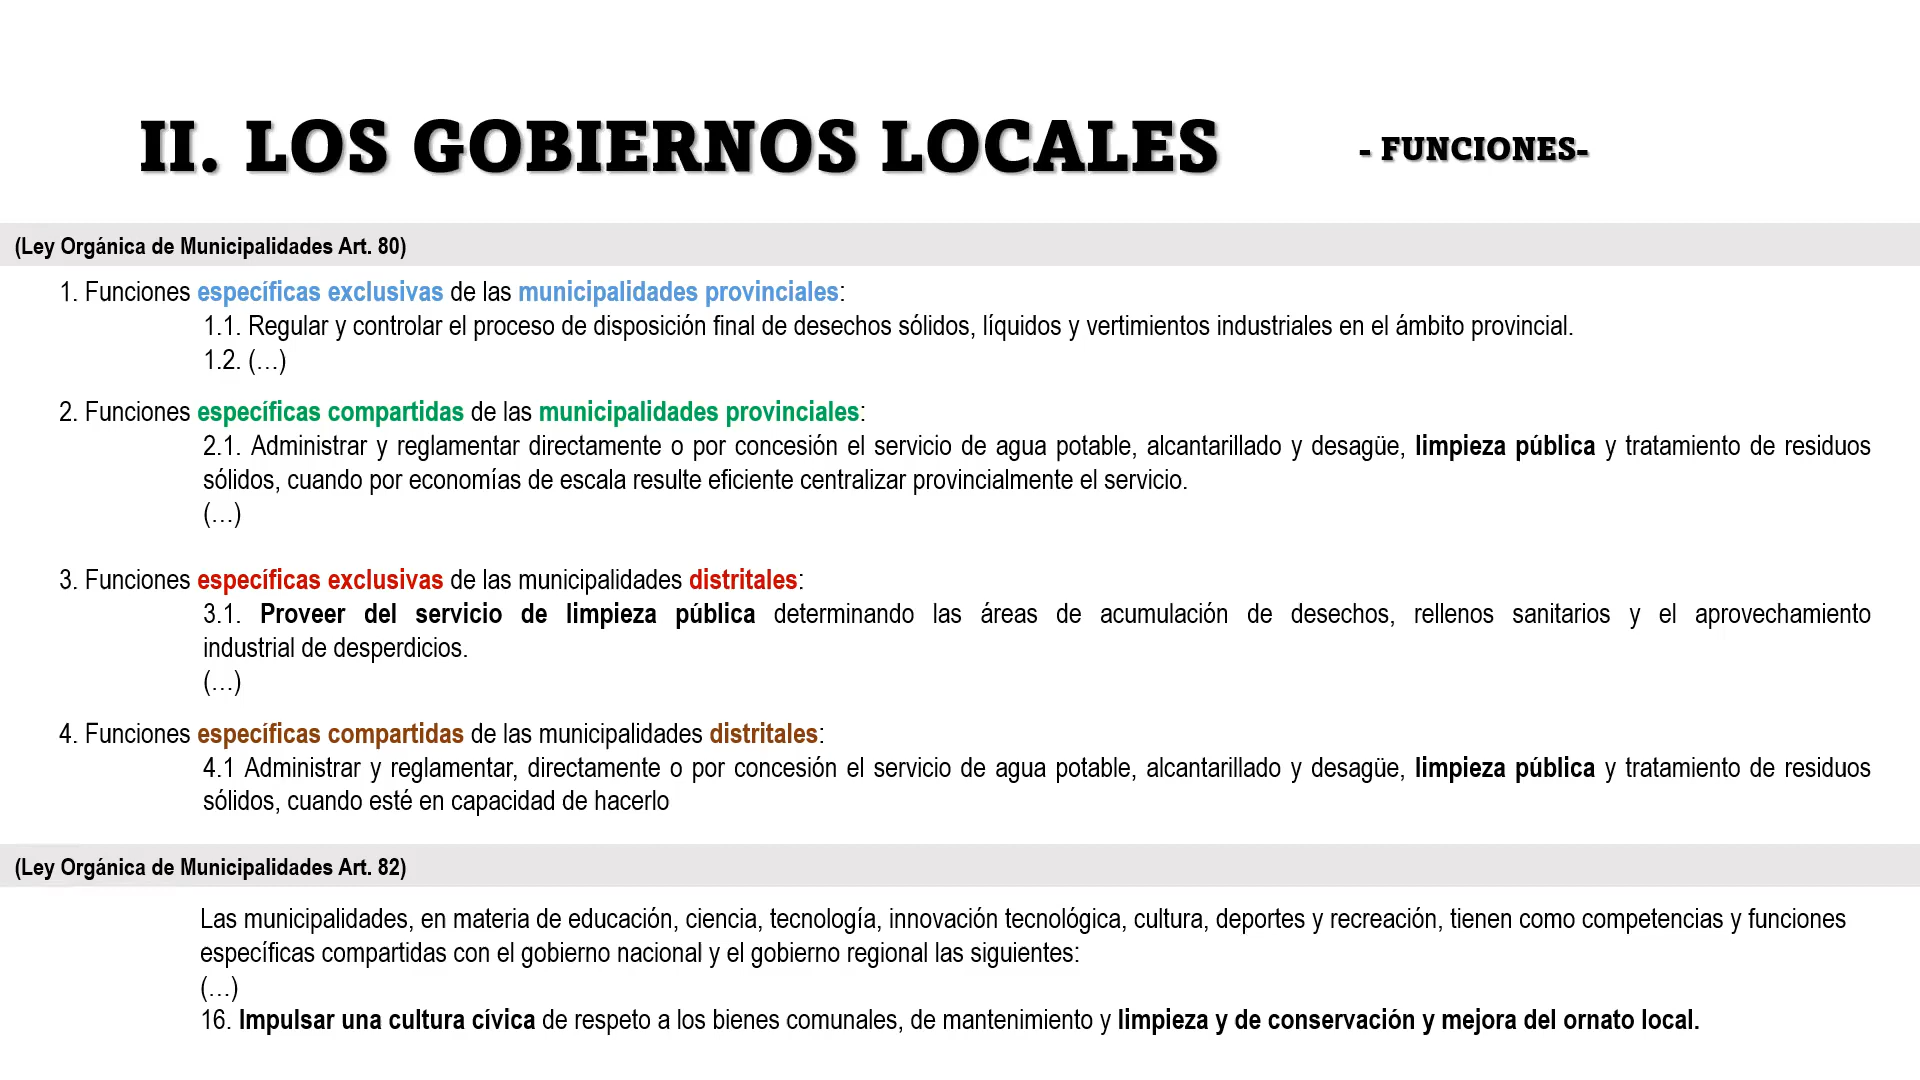 II. LOS GOBIERNOS LOCALES
- FUNCIONES-
(Ley Orgánica de Municipalidades Art. 80)
1. Funciones específicas exclusivas de las municipalidades provinciales:
1.1. Regular y controlar el proceso de disposición final de desechos sólidos, líquidos y vertimientos industriales en el ámbito provincial.
1.2. (…)
2. Funciones específicas compartidas de las municipalidades provinciales:
2.1. Administrar y reglamentar directamente o por concesión el servicio de agua potable, alcantarillado y desagüe, limpieza pública y tratamiento de residuos
sólidos, cuando por economías de escala resulte eficiente centralizar provincialmente el servicio.
(…)
3. Funciones específicas exclusivas de las municipalidades distritales:
3.1. Proveer del servicio de limpieza pública determinando las áreas de acumulación de desechos, rellenos sanitarios y el aprovechamiento
industrial de desperdicios.
(…)
4. Funciones específicas compartidas de las municipalidades distritales:
4.1 Administrar y reglamentar, directamente o por concesión el servicio de agua potable, alcantarillado y desagüe, limpieza pública y tratamiento de residuos
sólidos, cuando esté en capacidad de hacerlo
(Ley Orgánica de Municipalidades Art. 82)
Las municipalidades, en materia de educación, ciencia, tecnología, innovación tecnológica, cultura, deportes y recreación, tienen como competencias y funciones
específicas compartidas con el gobierno nacional y el gobierno regional las siguientes:
(…)
16. Impulsar una cultura cívica de respeto a los bienes comunales, de mantenimiento y limpieza y de conservación y mejora del ornato local.